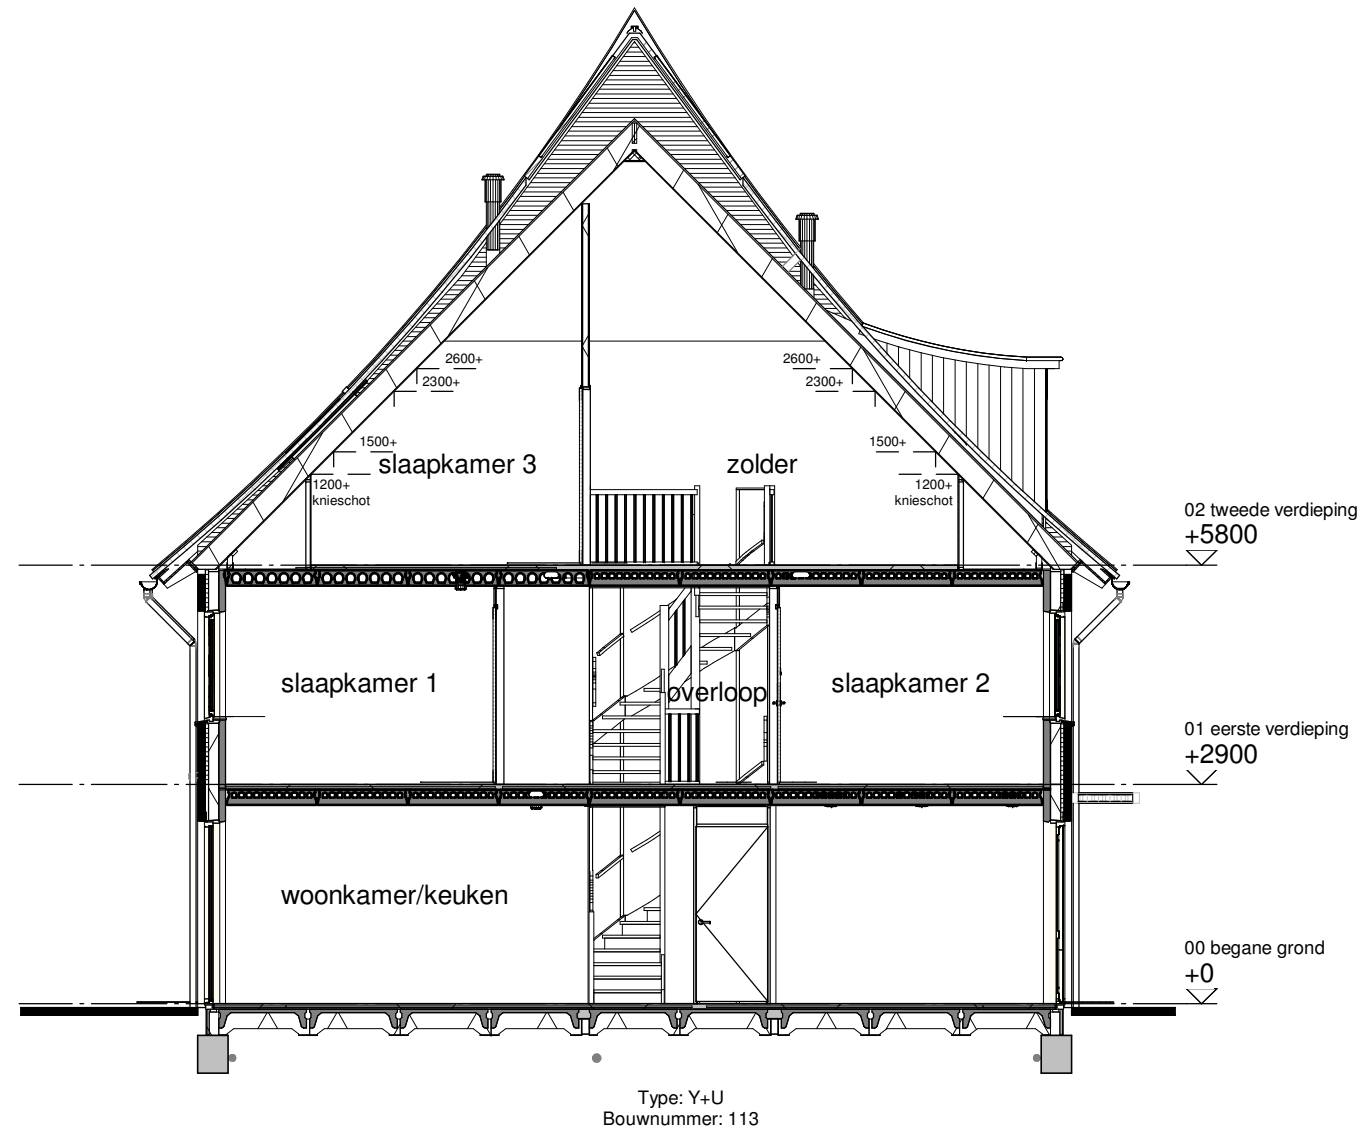 2600+
2300+
1500+
slaapkamer 3
1200+
knieschot
2600+
2300+
1500+
zolder
1200+
knieschot
02 tweede verdieping
+5800
slaapkamer 1
overloop
slaapkamer 2
01 eerste verdieping
+2900
woonkamer/keuken
00 begane grond
+0
Type: Y+U
Bouwnummer: 113